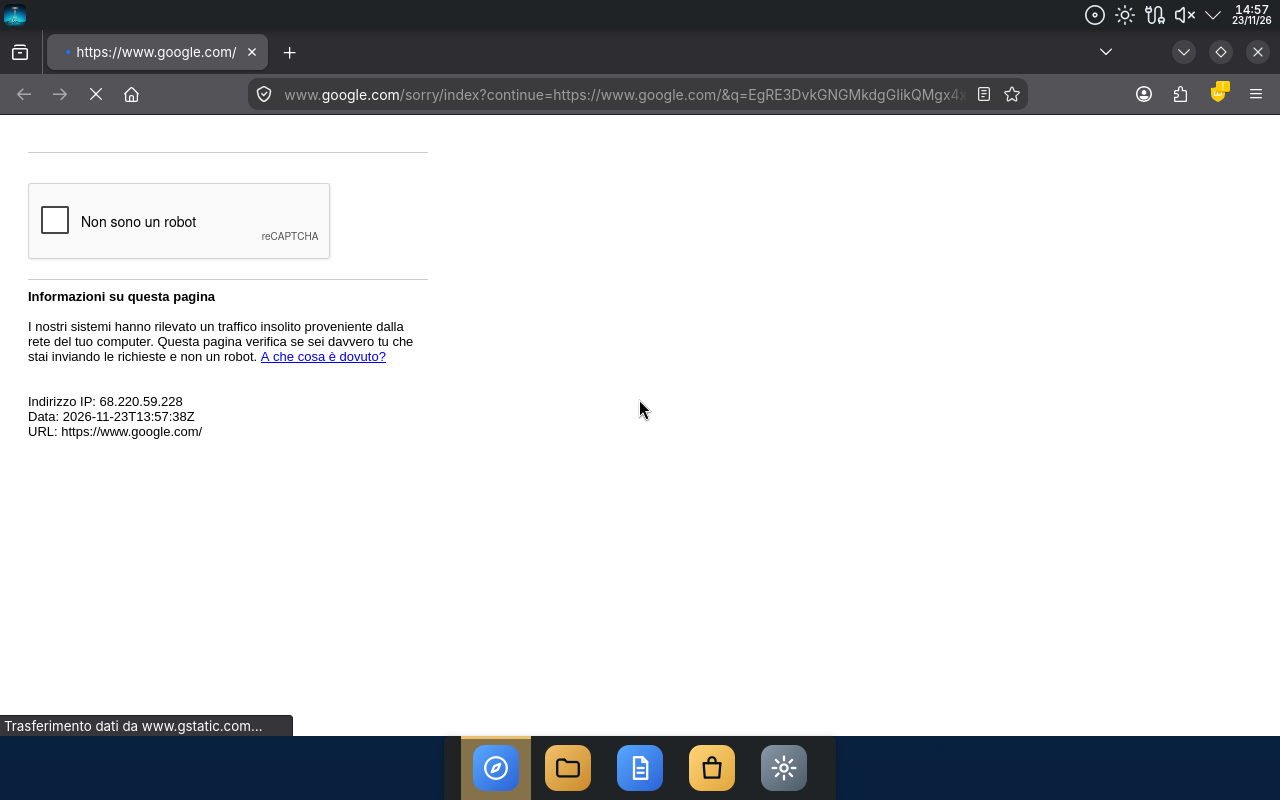 14:57
23/11/26
https://www.google.com/
www.google.com/sorry/index?continue=https://www.google.com/&q=EgRE3DvkGNGMkdgGIikQMgx4x
Non sono un robot
reCAPTCHA
Informazioni su questa pagina
I nostri sistemi hanno rilevato un traffico insolito proveniente dalla
rete del tuo computer. Questa pagina verifica se sei davvero tu che
stai inviando le richieste e non un robot. A che cosa è dovuto?
Indirizzo IP: 68.220.59.228
Data: 2026-11-23T13:57:38Z
URL: https://www.google.com/
Trasferimento dati da www.gstatic.com...